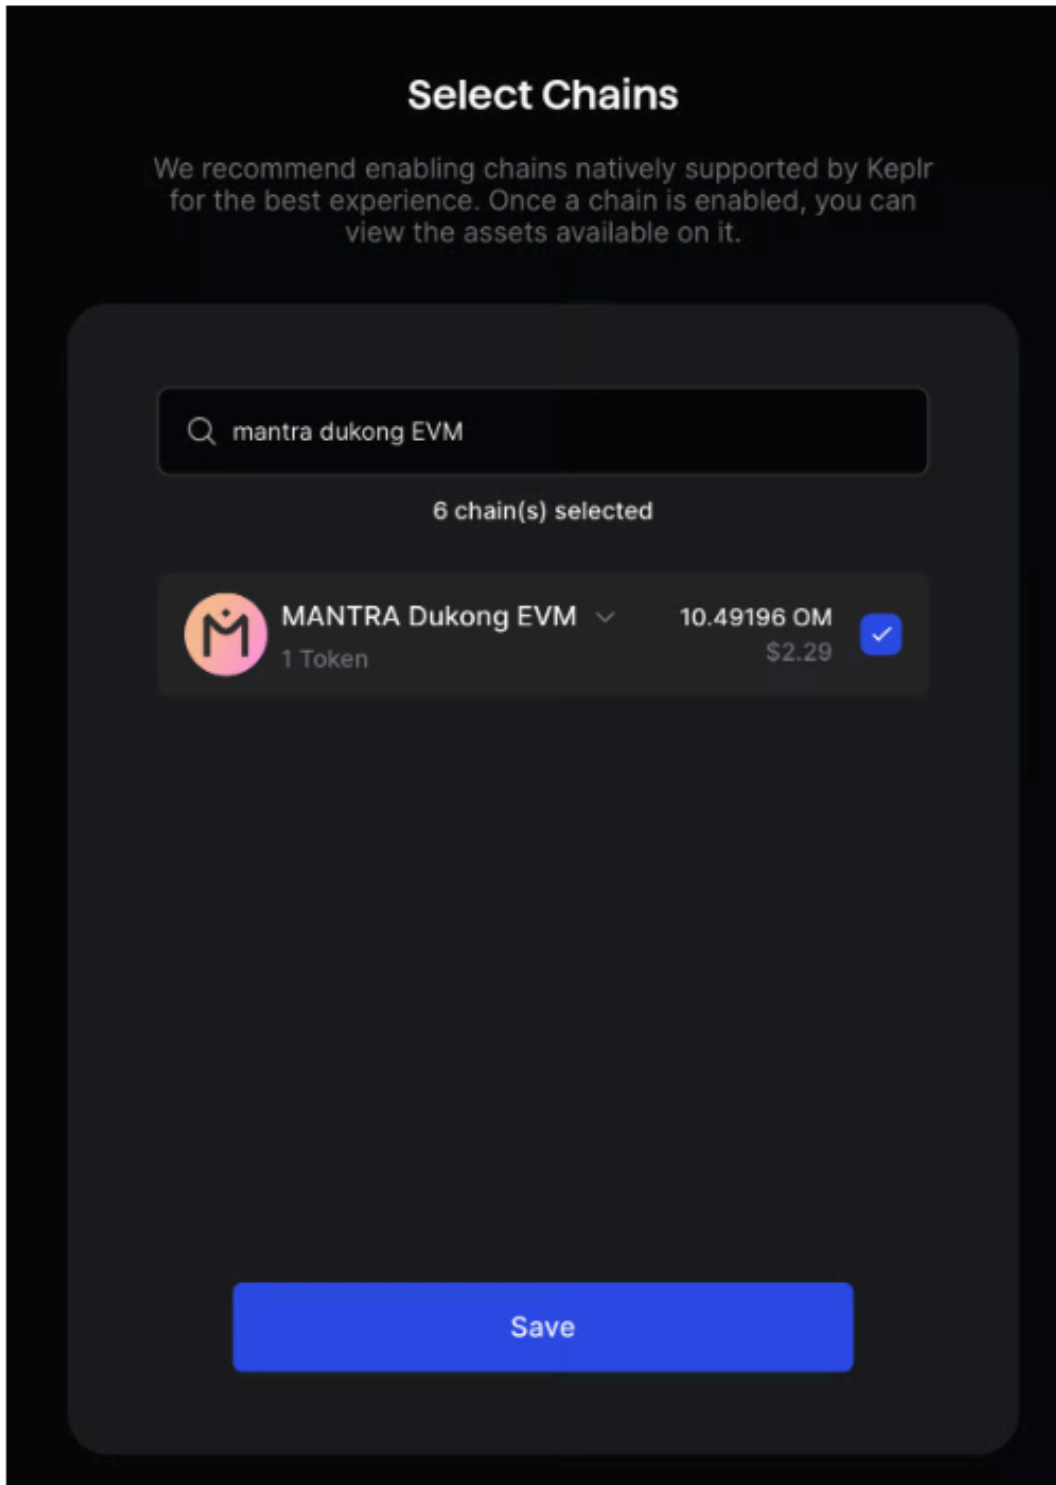 Select Chains
We recommend enabling chains natively supported by Keplr
for the best experience. Once a chain is enabled, you can
view the assets available on it.
mantra dukong EVM
6 chain(s) selected
MANTRA Dukong EVM
10.49196 OM
1 Token
$2.29
Save